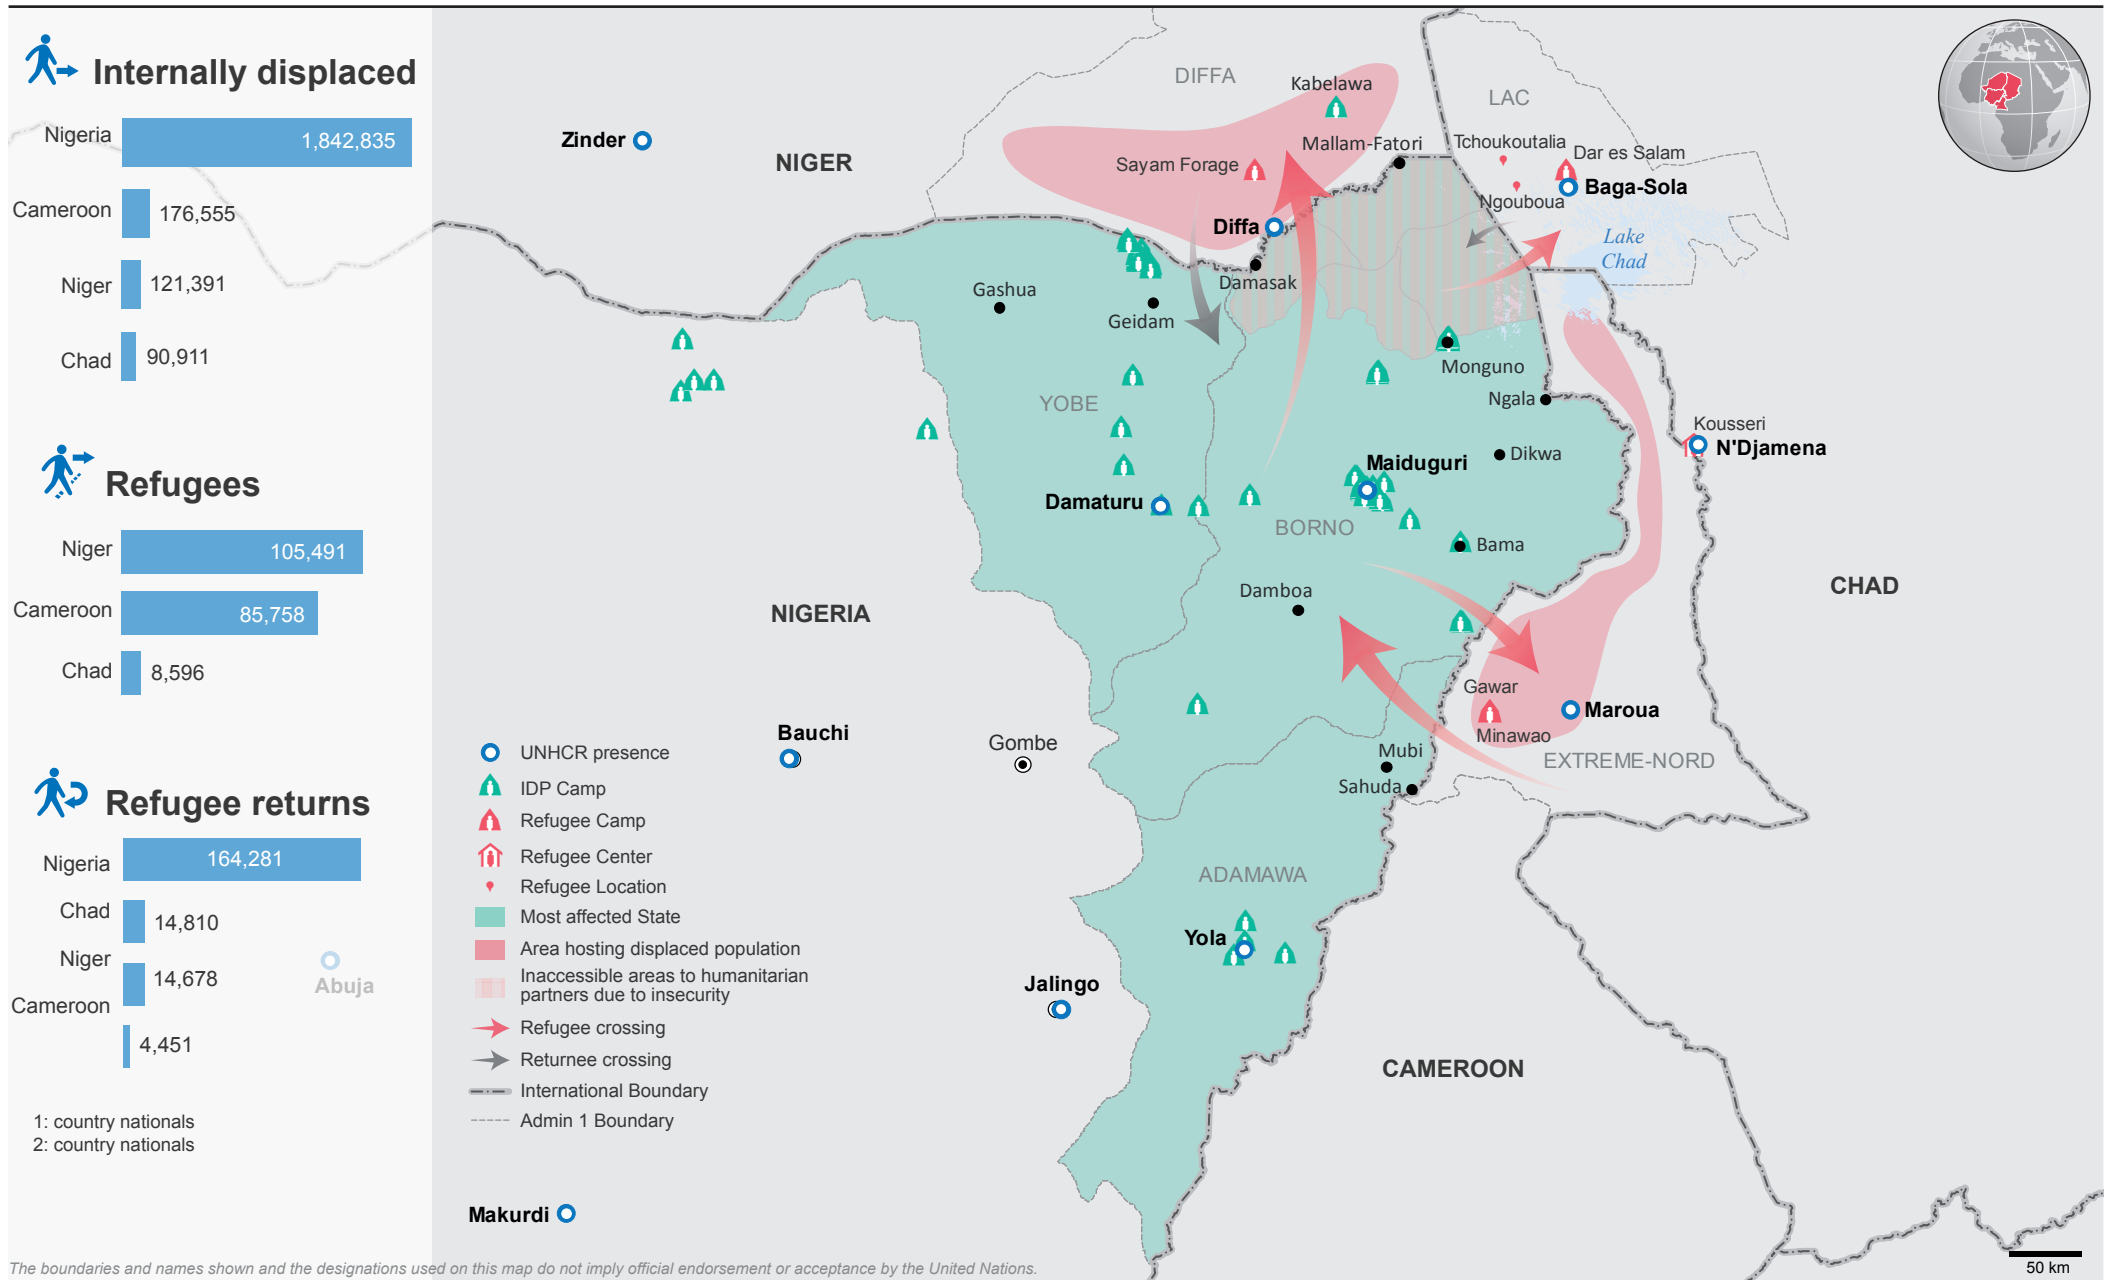 Internally displaced
Nigeria
1,842,835
Cameroon
176,555
Niger
121,391
Chad
90,911
Refugees
Niger
105,491
Cameroon
85,758
Chad
8,596
Refugee returns
Nigeria
164,281
Chad
14,810
Niger
14,678
Cameroon
4,451
Abuja
1: country nationals
2: country nationals
DIFFA
Kabelawa
LAC
Zinder
NIGER
Mallam-Fatori
Tchoukoutalia
Dar es Salam
Sayam Forage
Baga-Sola
Ngouboua
Diffa
Lake
Chad
Damasak
Gashua
Geidam
Monguno
YOBE
Ngala
Kousseri
N'Djamena
Maiduguri
Dikwa
Damaturu
BORNO
Bama
Damboa
CHAD
NIGERIA
Gawar
Maroua
Minawao
Bauchi
Gombe
Mubi
EXTREME-NORD
Sahuda
ADAMAWA
Yola
Jalingo
CAMEROON
Makurdi
UNHCR presence
IDP Camp
Refugee Camp
Refugee Center
Refugee Location
Most affected State
Area hosting displaced population
Inaccessible areas to humanitarian
partners due to insecurity
Refugee crossing
Returnee crossing
International Boundary
Admin 1 Boundary
50 km
The boundaries and names shown and the designations used on this map do not imply official endorsement or acceptance by the United Nations.